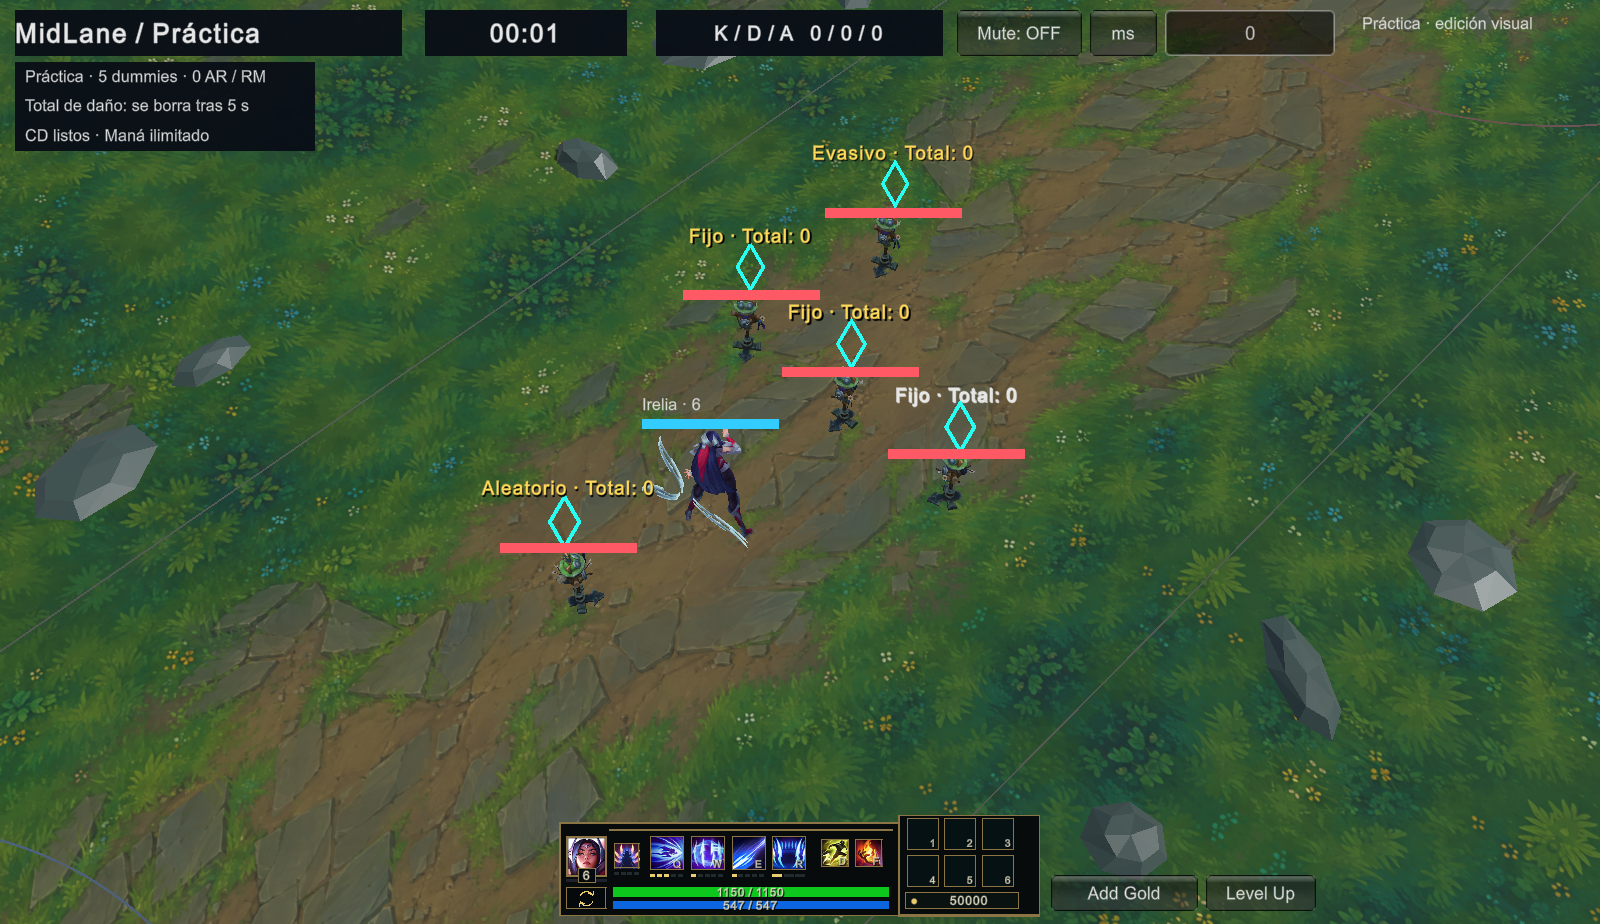 MidLane / Práctica
00:01
K / D / A 0 / 0 / 0
Mute: OFF
ms
0
Práctica · edición visual
Práctica · 5 dummies · 0 AR / RM
Total de daño: se borra tras 5 s
CD listos · Maná ilimitado
Evasivo · Total: 0
Fijo · Total: 0
Fijo · Total: 0
Fijo · Total: 0
Irelia · 6
Aleatorio · Total: 0
6
Q
W
E
R
1150 / 1150
547 / 547
1
2
3
4
5
6
50000
Add Gold
Level Up